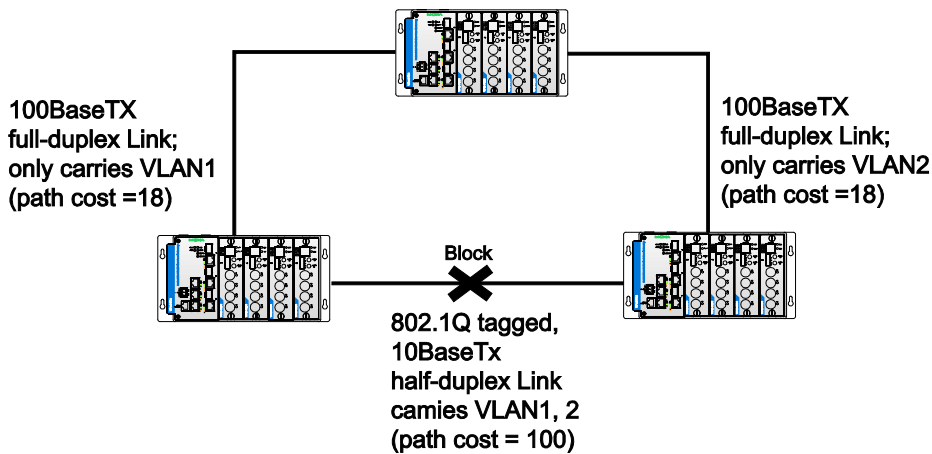 100BaseTX
full-duplex Link;
only carries VLAN1
(path cost =18)
100BaseTX
full-duplex Link;
only carries VLAN2
(path cost =18)
Block
802.1Q tagged,
10BaseTx
half-duplex Link
camies VLAN1, 2
(path cost = 100)